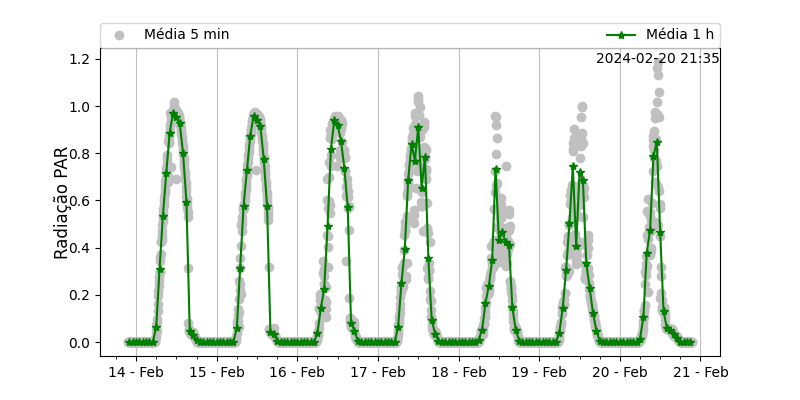 Média 5 min
Média 1 h
2024-02-20 21:35
Radiação PAR
1.2
1.0
0.8
0.6
0.4
0.2
0.0
14 - Feb
15 - Feb
16 - Feb
17 - Feb
18 - Feb
19 - Feb
20 - Feb
21 - Feb